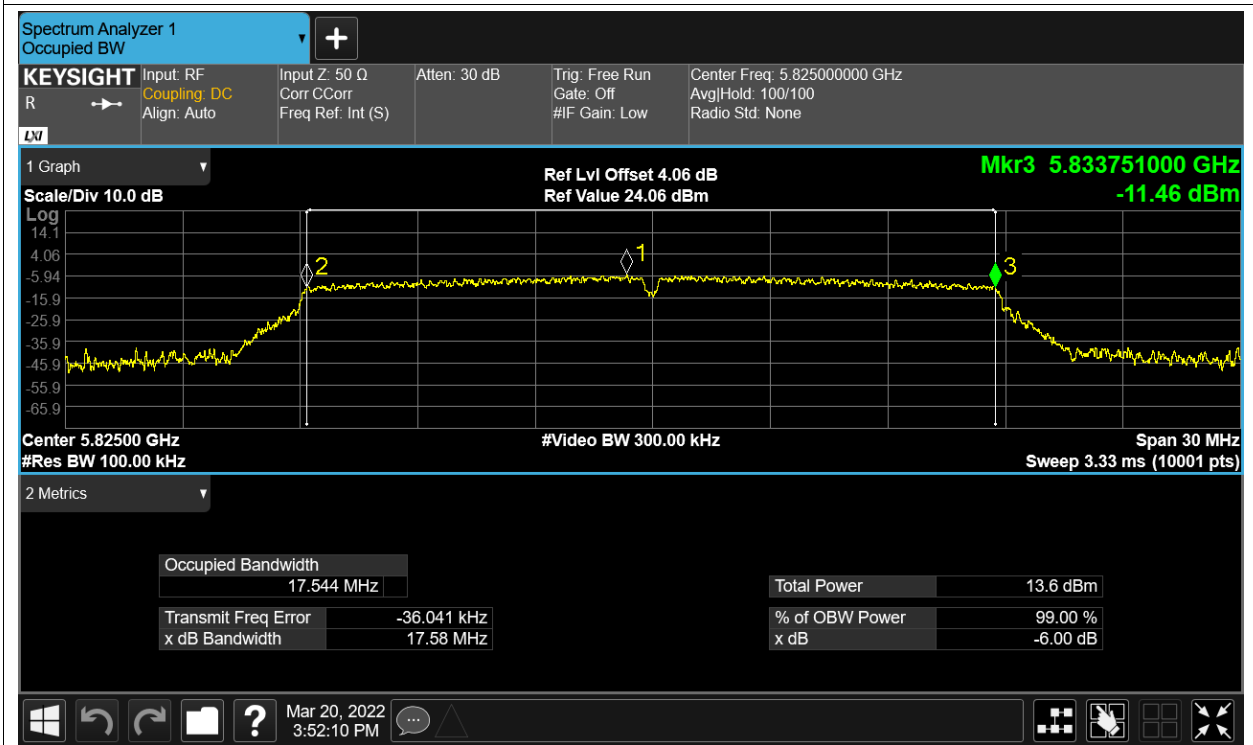 Spectrum Analyzer 1
Occupied BW
+
KEYSIGHT
R
LXI
Input: RF
Coupling: DC
Align: Auto
Input Z: 50 Ω
Corr CCorr
Freq Ref: Int (S)
Atten: 30 dB
Trig: Free Run
Gate: Off
#IF Gain: Low
Center Freq: 5.825000000 GHz
Avg|Hold: 100/100
Radio Std: None
1 Graph
Scale/Div 10.0 dB
Ref Lvl Offset 4.06 dB
Ref Value 24.06 dBm
Mkr3 5.833751000 GHz
-11.46 dBm
Log
14.1
4.06
-5.94
-15.9
-25.9
-35.9
-45.9
-55.9
-65.9
2
1
3
Center 5.82500 GHz
#Res BW 100.00 kHz
#Video BW 300.00 kHz
Span 30 MHz
Sweep 3.33 ms (10001 pts)
2 Metrics
Occupied Bandwidth
17.544 MHz
Transmit Freq Error -36.041 kHz
x dB Bandwidth 17.58 MHz
Total Power 13.6 dBm
% of OBW Power 99.00 %
x dB -6.00 dB
?
Mar 20, 2022
3:52:10 PM